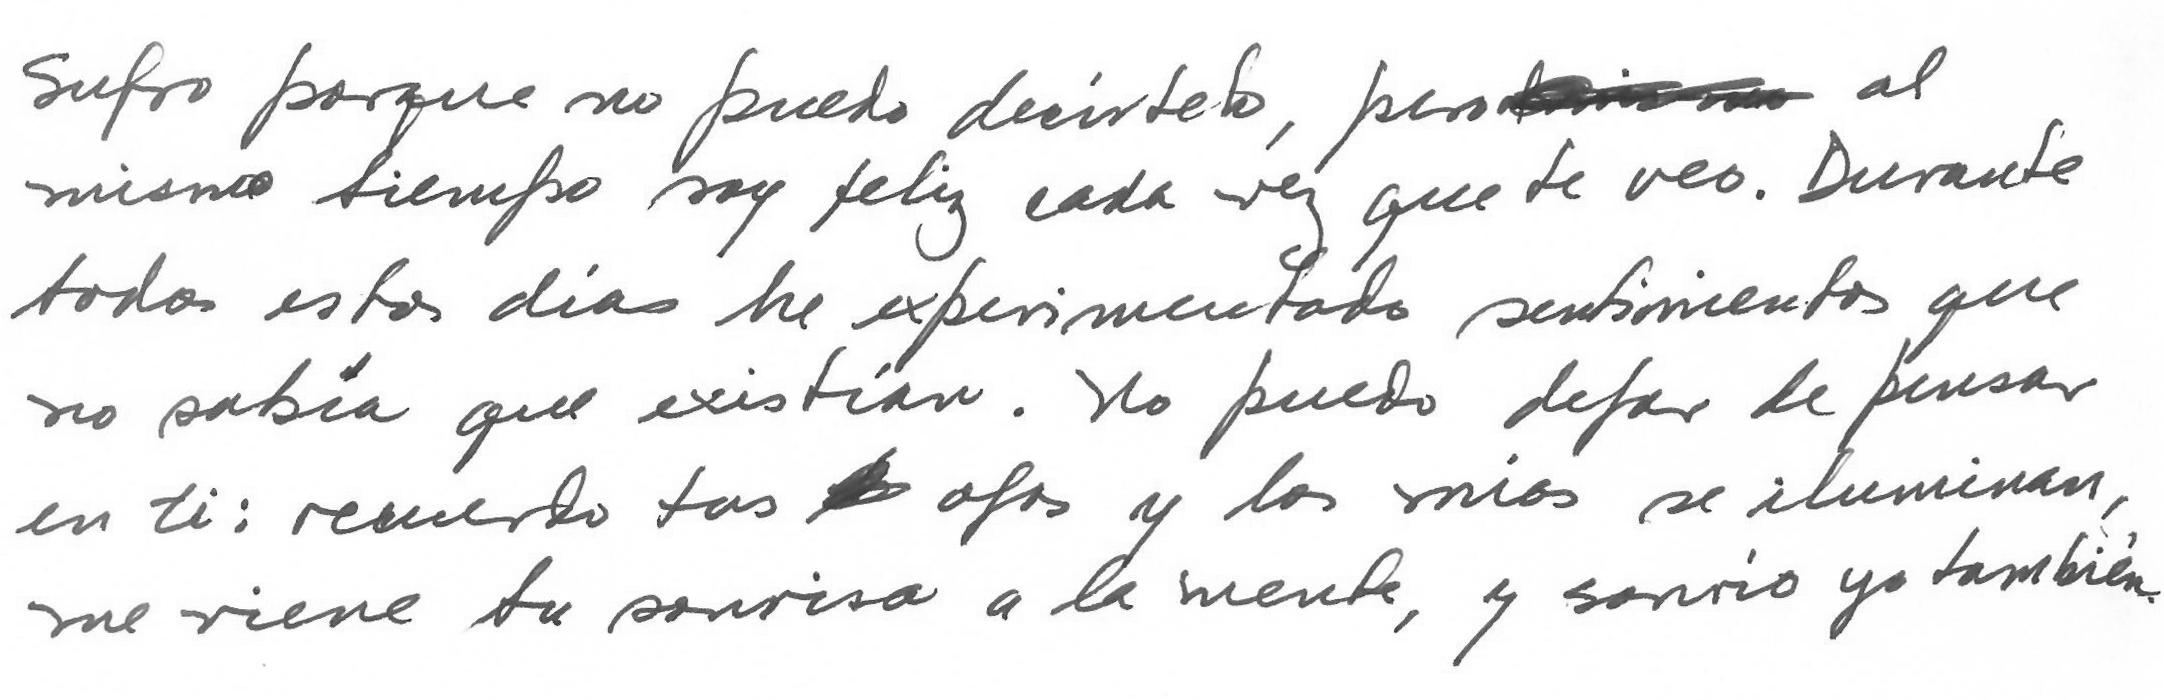 Sufro porque no puedo decírtelo, pero al
mismo tiempo soy feliz cada vez que te veo. Durante
todos estos días he experimentado sentimientos que
no sabía que existían. No puedo dejar de pensar
en ti: recuerdo tus ojos y los míos se iluminan,
me viene tu sonrisa a la mente, y sonrío yo también.